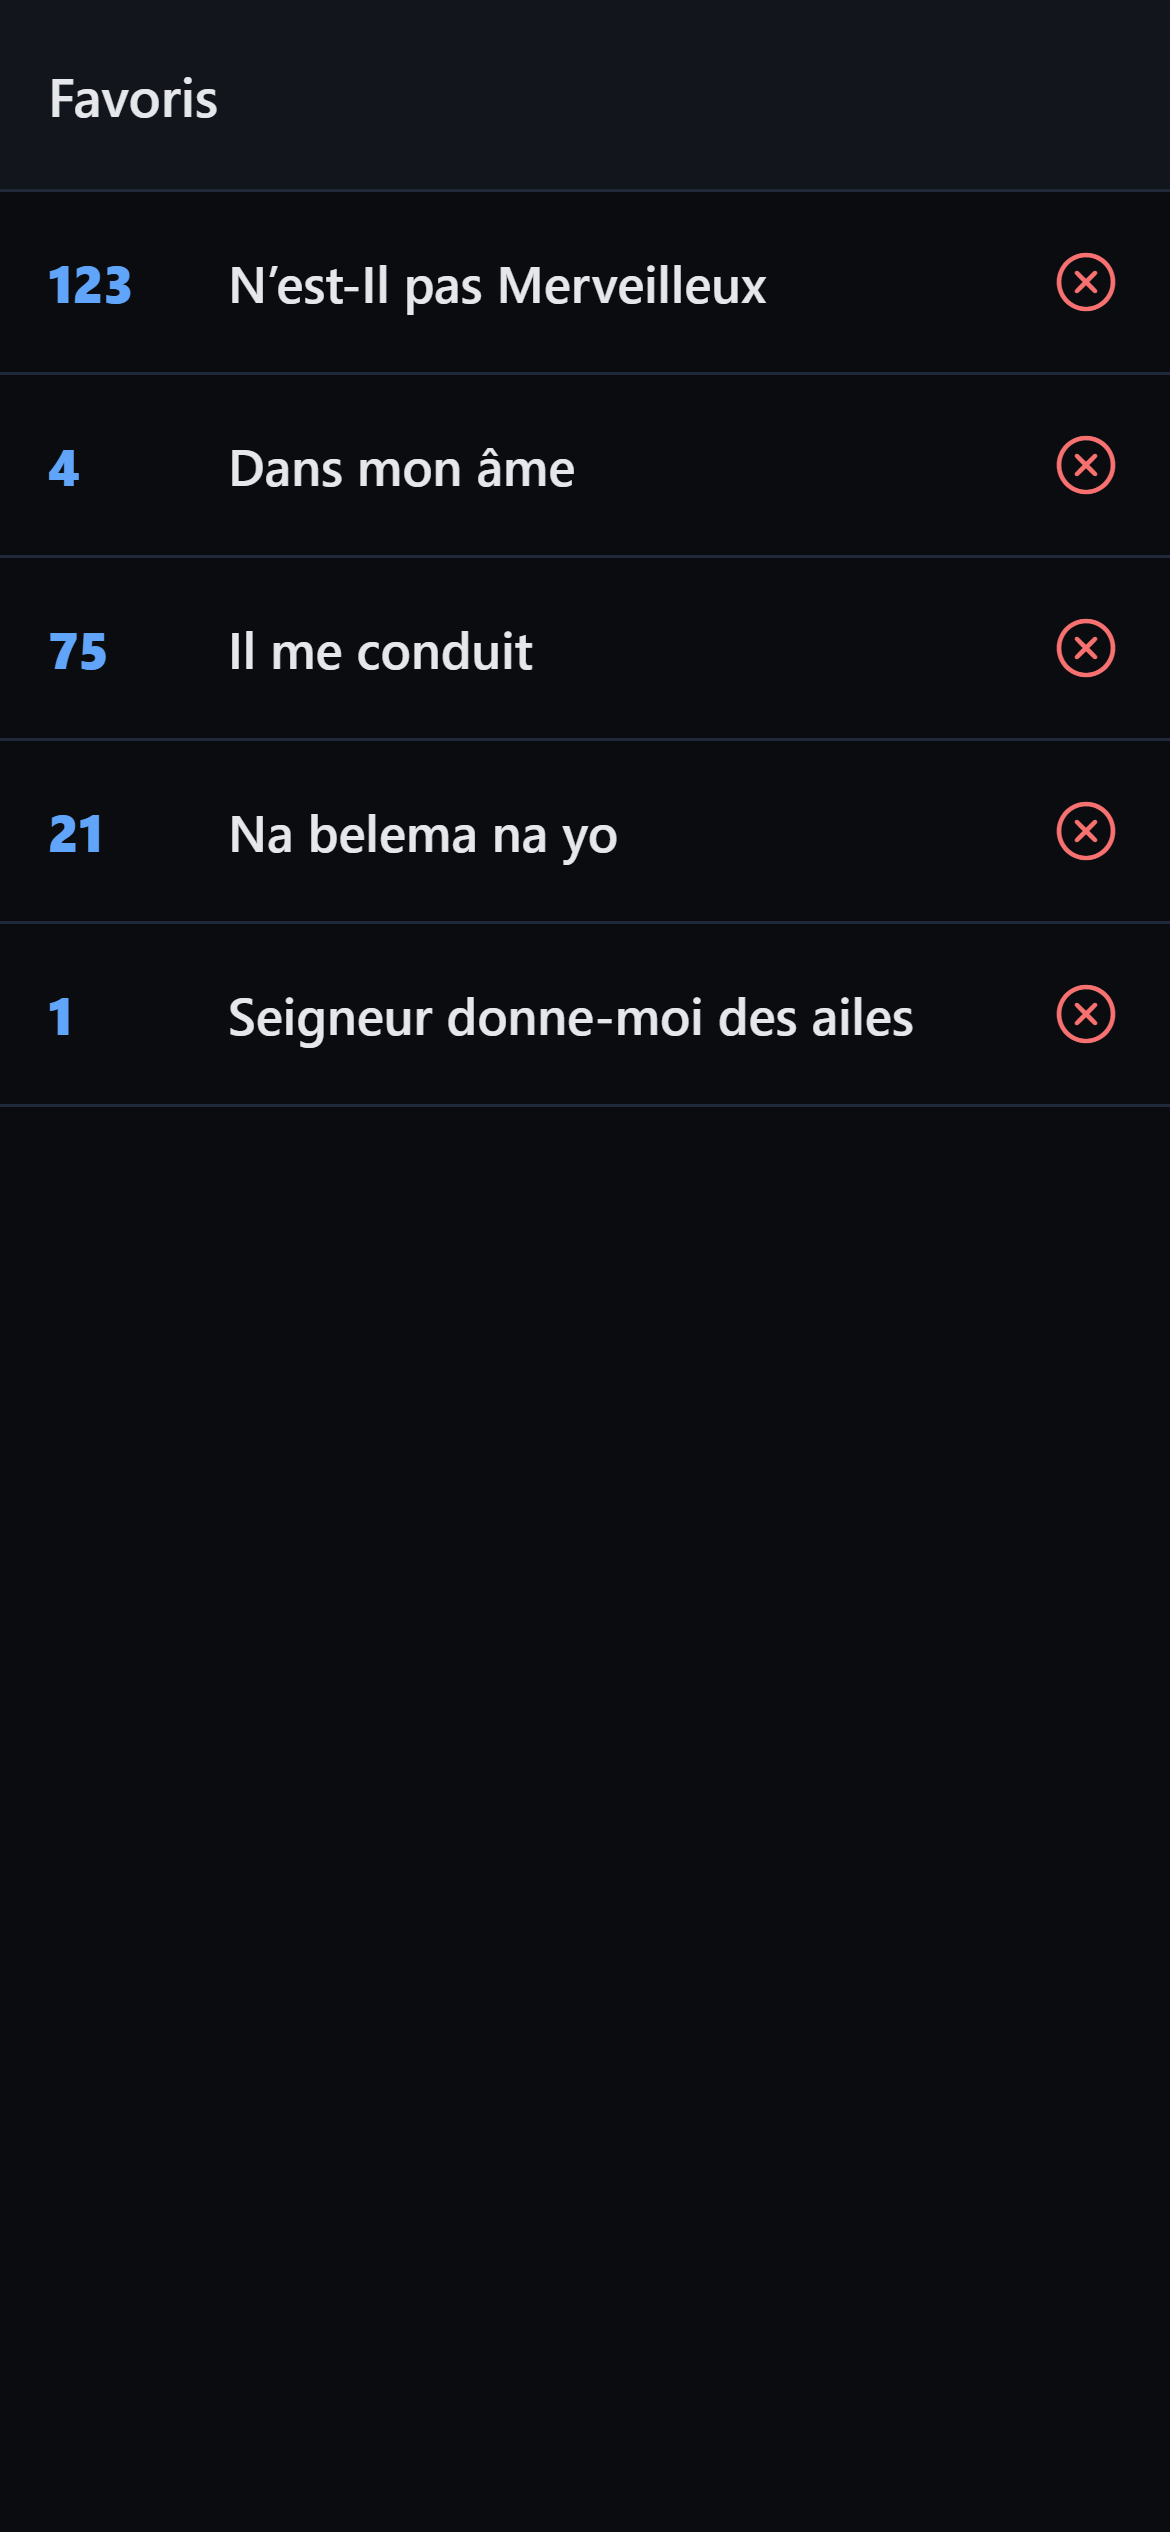 Favoris
123 N’est-Il pas Merveilleux
4 Dans mon âme
75 Il me conduit
21 Na belema na yo
1 Seigneur donne-moi des ailes